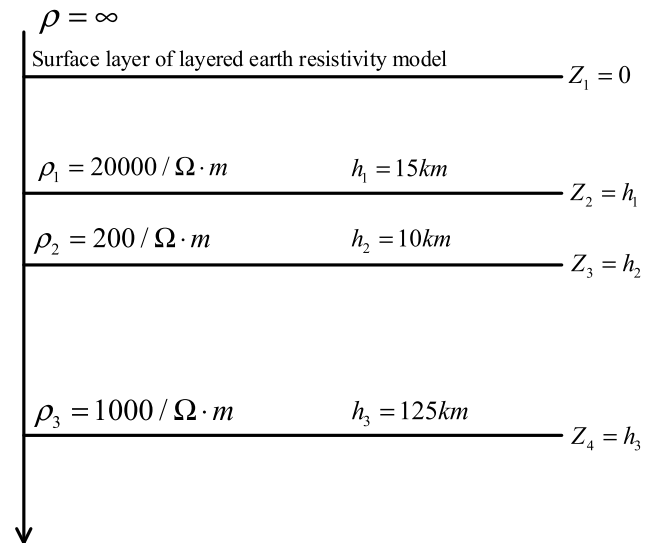 ρ = ∞
Surface layer of layered earth resistivity model
Z₁ = 0
ρ₁ = 20000 / Ω · m h₁ = 15km
Z₂ = h₁
ρ₂ = 200 / Ω · m h₂ = 10km
Z₃ = h₂
ρ₃ = 1000 / Ω · m h₃ = 125km
Z₄ = h₃